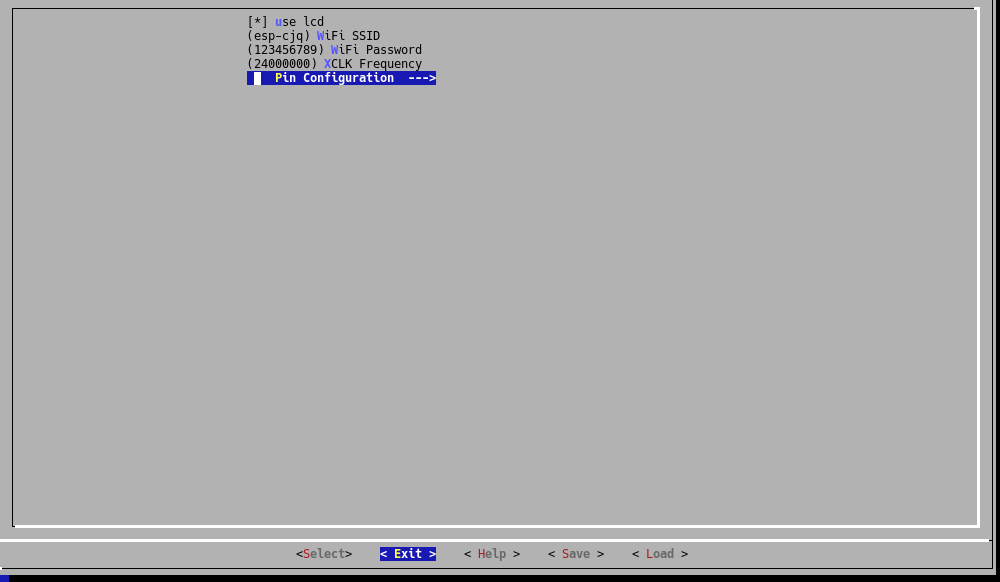 [*] use lcd
(esp-cjq) WiFi SSID
(123456789) WiFi Password
(24000000) XCLK Frequency
Pin Configuration  --->
<Select>    < Exit >    < Help >    < Save >    < Load >